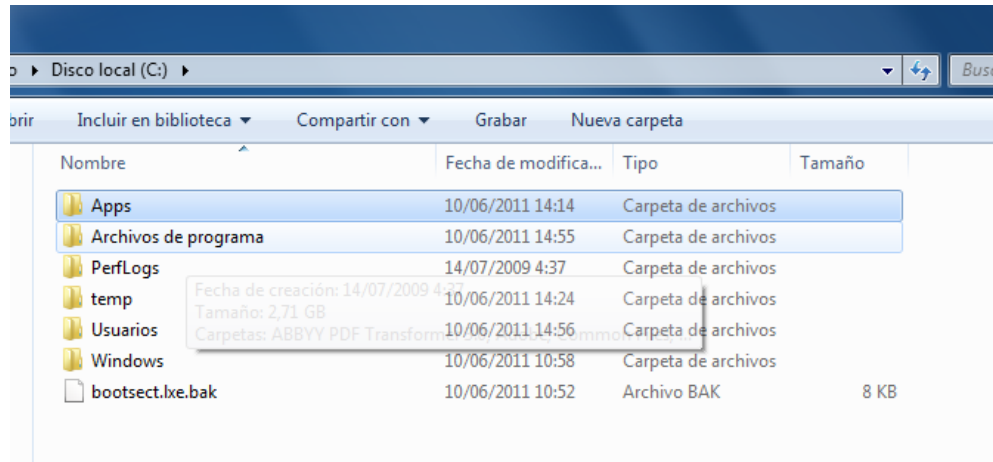 Disco local (C:)
Incluir en biblioteca Compartir con Grabar Nueva carpeta
Nombre Fecha de modifica... Tipo Tamaño
Apps 10/06/2011 14:14 Carpeta de archivos
Archivos de programa 10/06/2011 14:55 Carpeta de archivos
PerfLogs 14/07/2009 4:37 Carpeta de archivos
Fecha de creación: 14/07/2009 4:37
temp 10/06/2011 14:24 Carpeta de archivos
Tamaño: 2,71 GB
Usuarios 10/06/2011 14:56 Carpeta de archivos
Carpetas: ABBYY PDF Transformer
Windows 10/06/2011 10:58 Carpeta de archivos
bootsect.lxe.bak 10/06/2011 10:52 Archivo BAK 8 KB